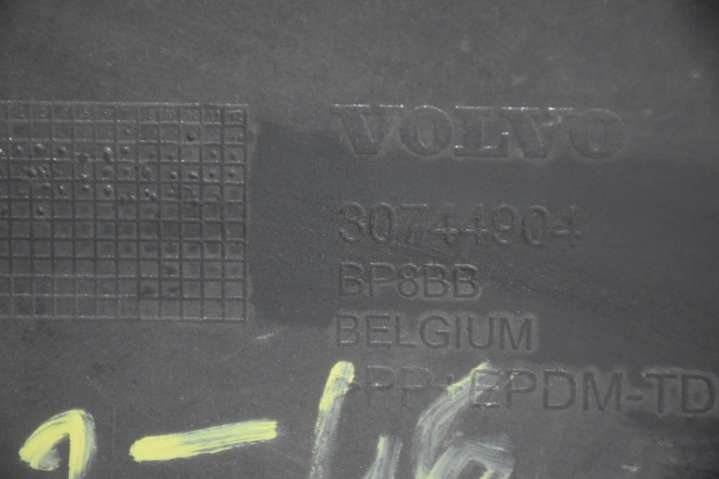 VOLVO
30744904
BP8BB
BELGIUM
>PP+EPDM-TD